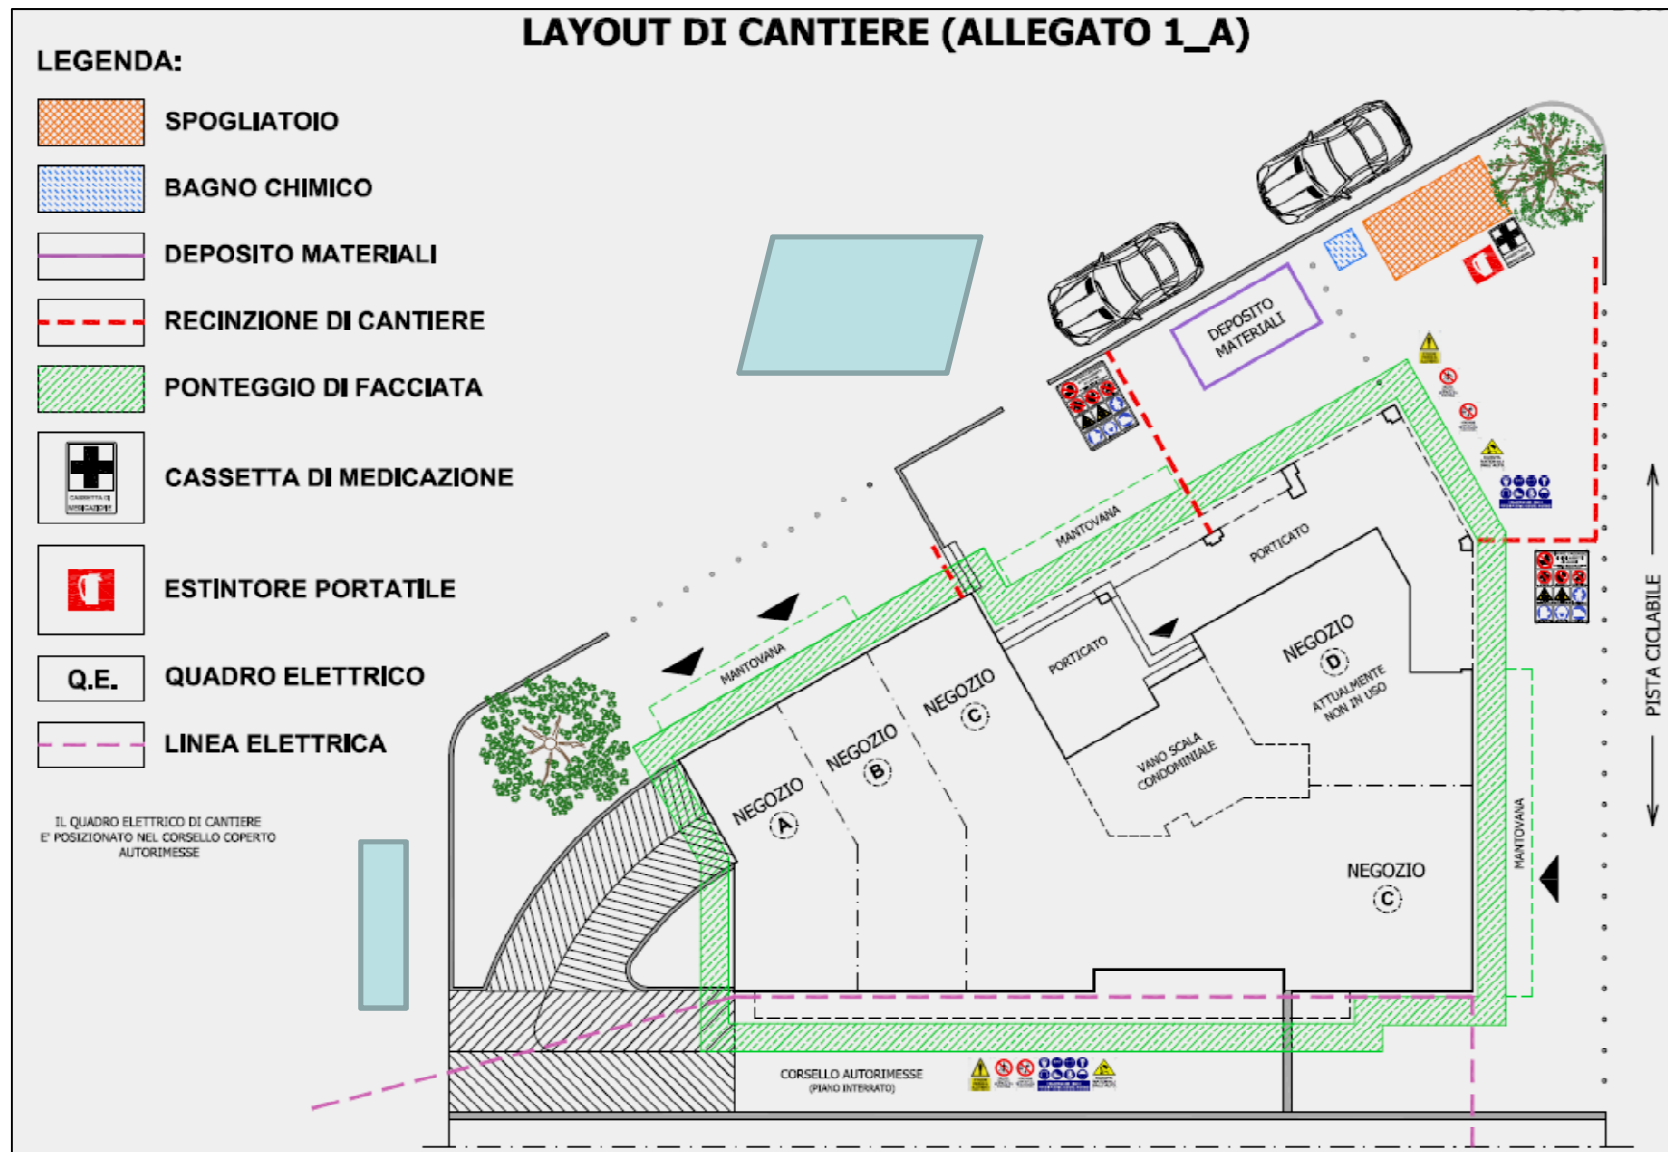 LAYOUT DI CANTIERE (ALLEGATO 1_A)
LEGENDA:
SPOGLIATOIO
BAGNO CHIMICO
DEPOSITO MATERIALI
RECINZIONE DI CANTIERE
PONTEGGIO DI FACCIATA
CASSETTA DI
MEDICAZIONE
CASSETTA DI MEDICAZIONE
ESTINTORE PORTATILE
Q.E.
QUADRO ELETTRICO
LINEA ELETTRICA
IL QUADRO ELETTRICO DI CANTIERE
E' POSIZIONATO NEL CORSELLO COPERTO
AUTORIMESSE
DEPOSITO
MATERIALI
MANTOVANA
PORTICATO
PORTICATO
MANTOVANA
NEGOZIO
D
ATTUALMENTE
NON IN USO
NEGOZIO
C
NEGOZIO
B
NEGOZIO
A
VANO SCALA
CONDOMINIALE
NEGOZIO
C
MANTOVANA
PISTA CICLABILE
CORSELLO AUTORIMESSE
(PIANO INTERRATO)